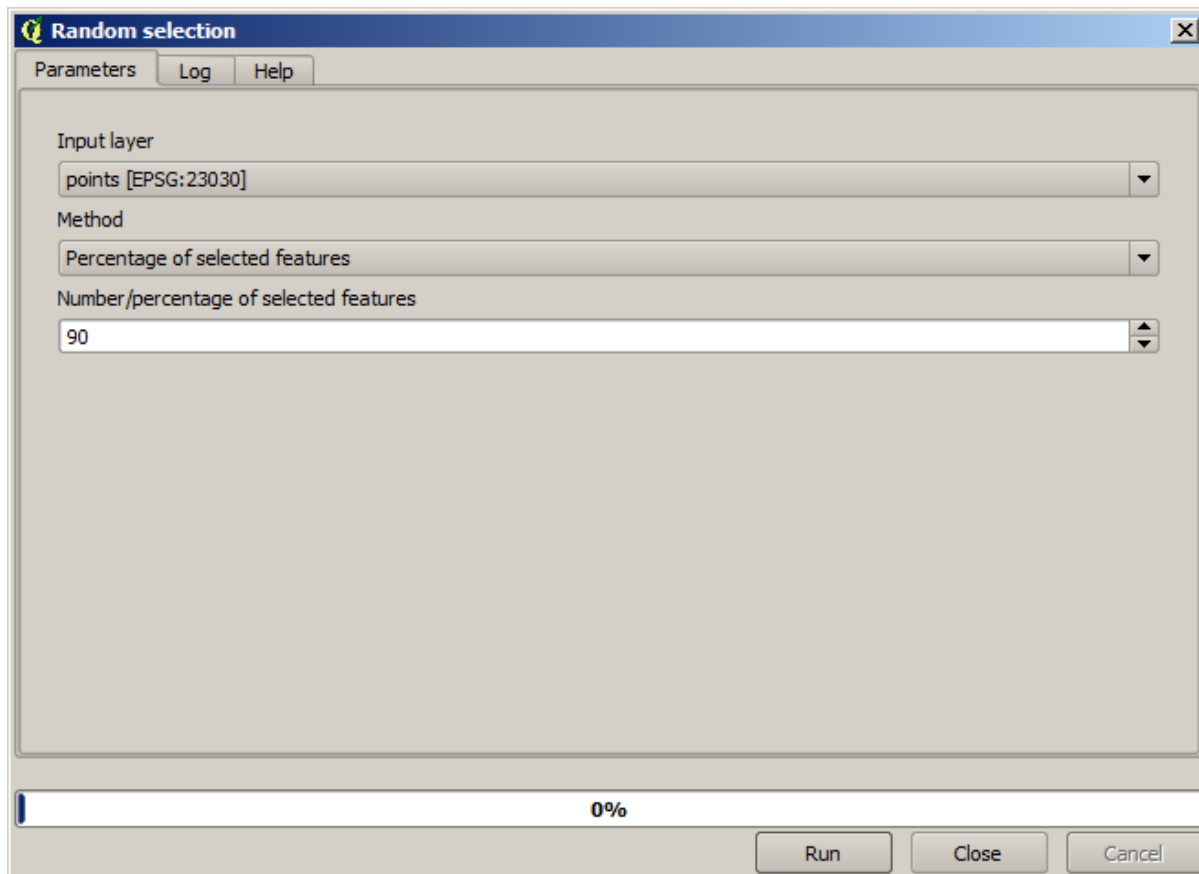 Random selection
Parameters Log Help
Input layer
points [EPSG:23030]
Method
Percentage of selected features
Number/percentage of selected features
90
0%
Run Close Cancel